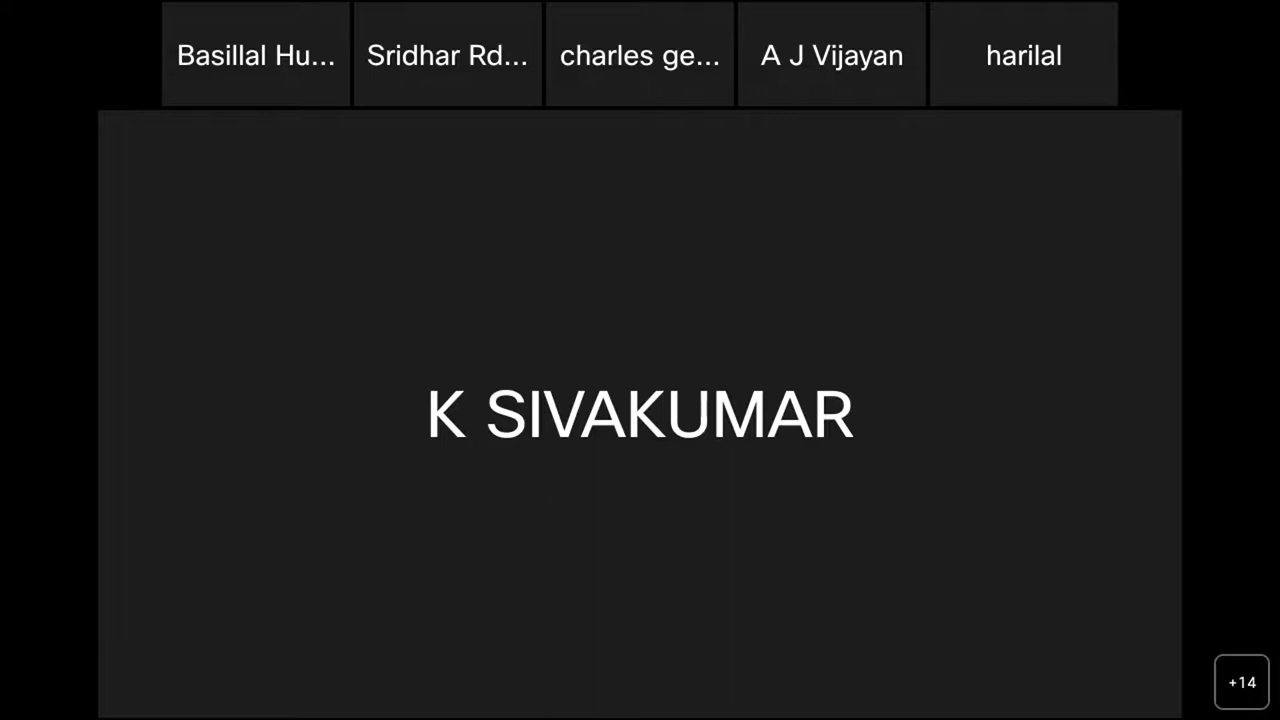 Basillal Hu...
Sridhar Rd...
charles ge...
A J Vijayan
harilal
K SIVAKUMAR
+14